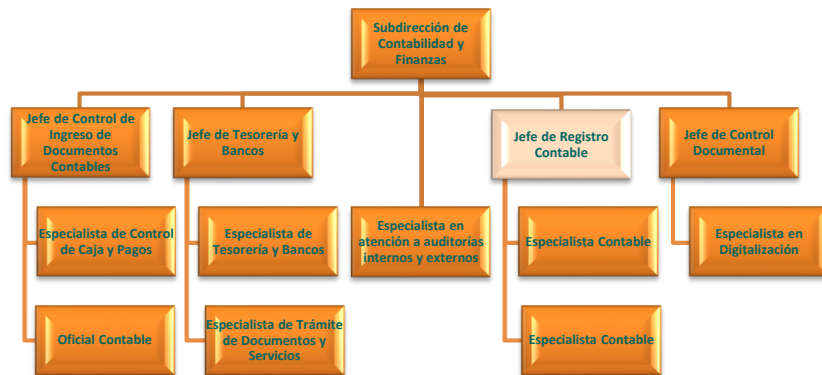 Subdirección de
Contabilidad y
Finanzas
Jefe de Control de
Ingreso de
Documentos
Contables
Jefe de Tesorería y
Bancos
Jefe de Registro
Contable
Jefe de Control
Documental
Especialista de Control
de Caja y Pagos
Especialista de
Tesorería y Bancos
Especialista en
atención a auditorías
internos y externos
Especialista Contable
Especialista en
Digitalización
Oficial Contable
Especialista de Trámite
de Documentos y
Servicios
Especialista Contable